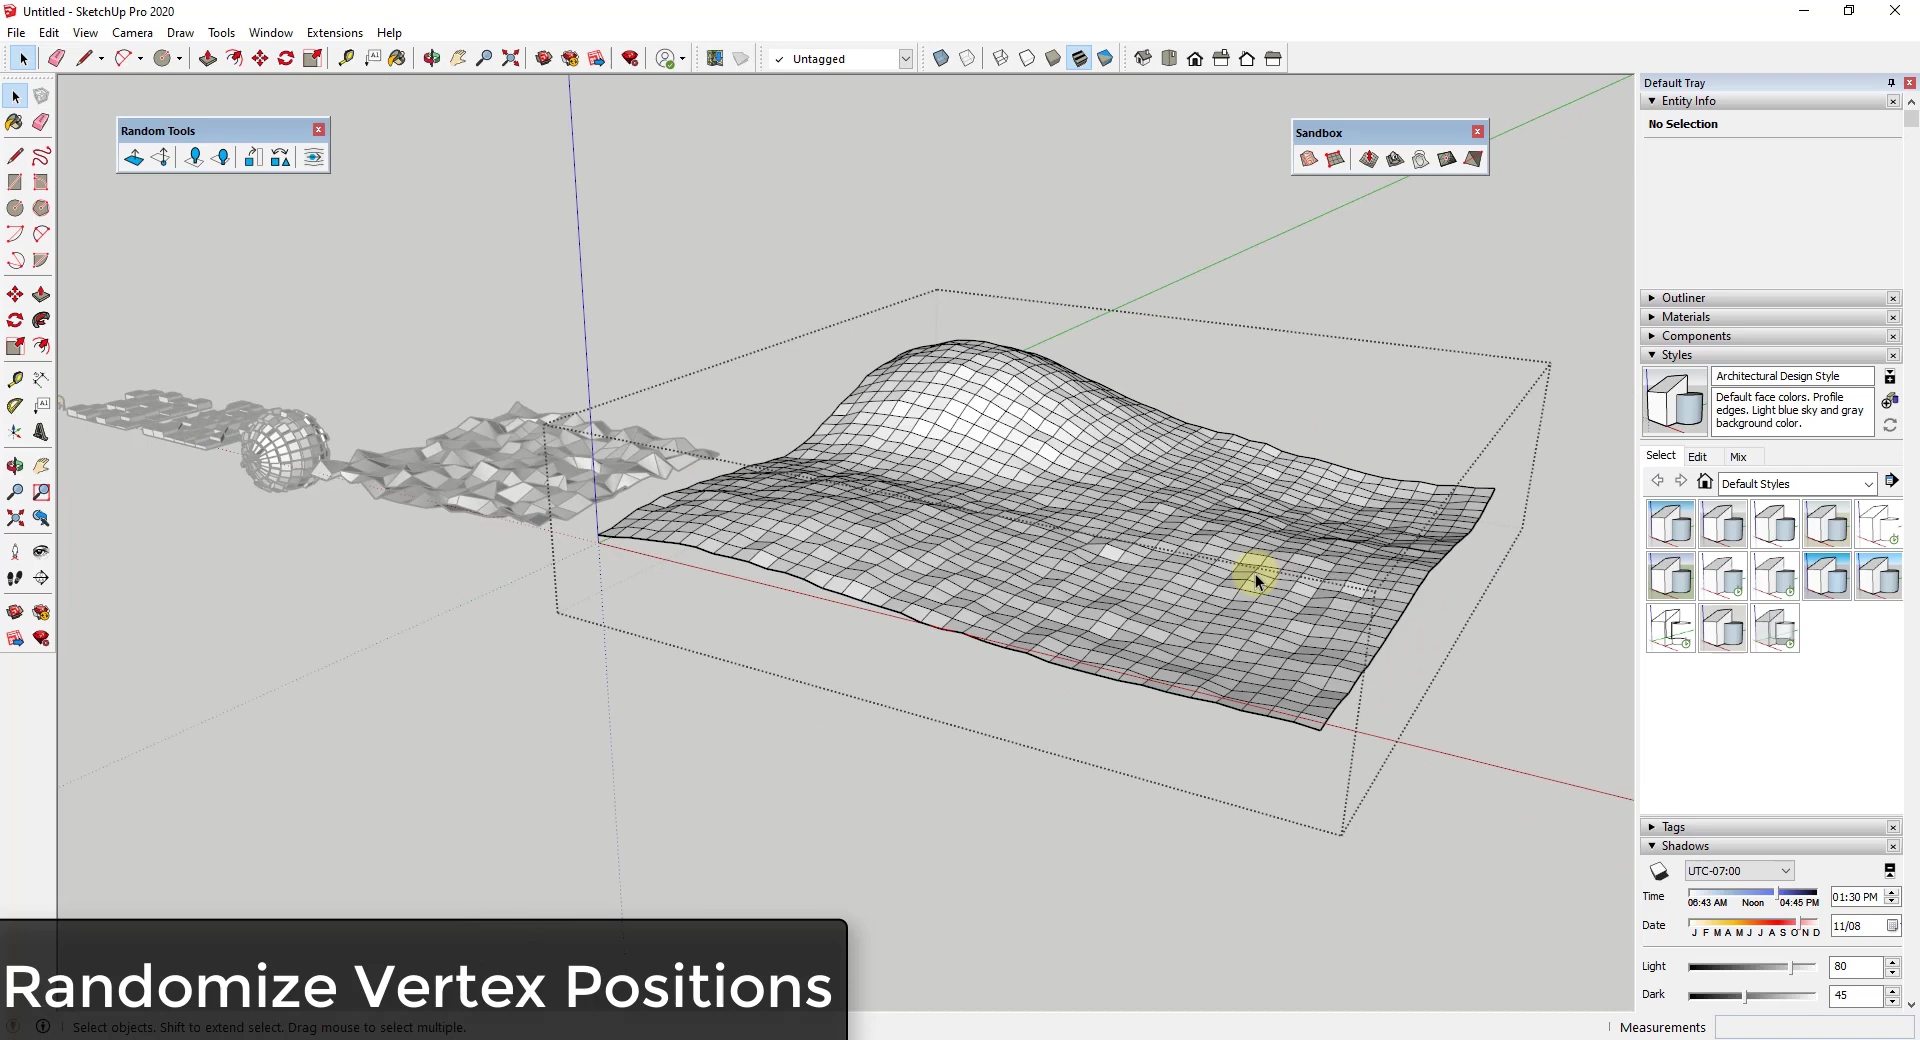 Untitled - SketchUp Pro 2020
File Edit View Camera Draw Tools Window Extensions Help
Untagged
Default Tray
Entity Info
No Selection
Random Tools
Sandbox
Outliner
Materials
Components
Styles
Architectural Design Style
Default face colors. Profile
edges. Light blue sky and gray
background color.
Select Edit Mix
Default Styles
Tags
Shadows
UTC-07:00
Time 06:43 AM Noon 04:45 PM 01:30 PM
Date J F M A M J J A S O N D 11/08
Light 80
Dark 45
Randomize Vertex Positions
Select objects. Shift to extend select. Drag mouse to select multiple.
Measurements